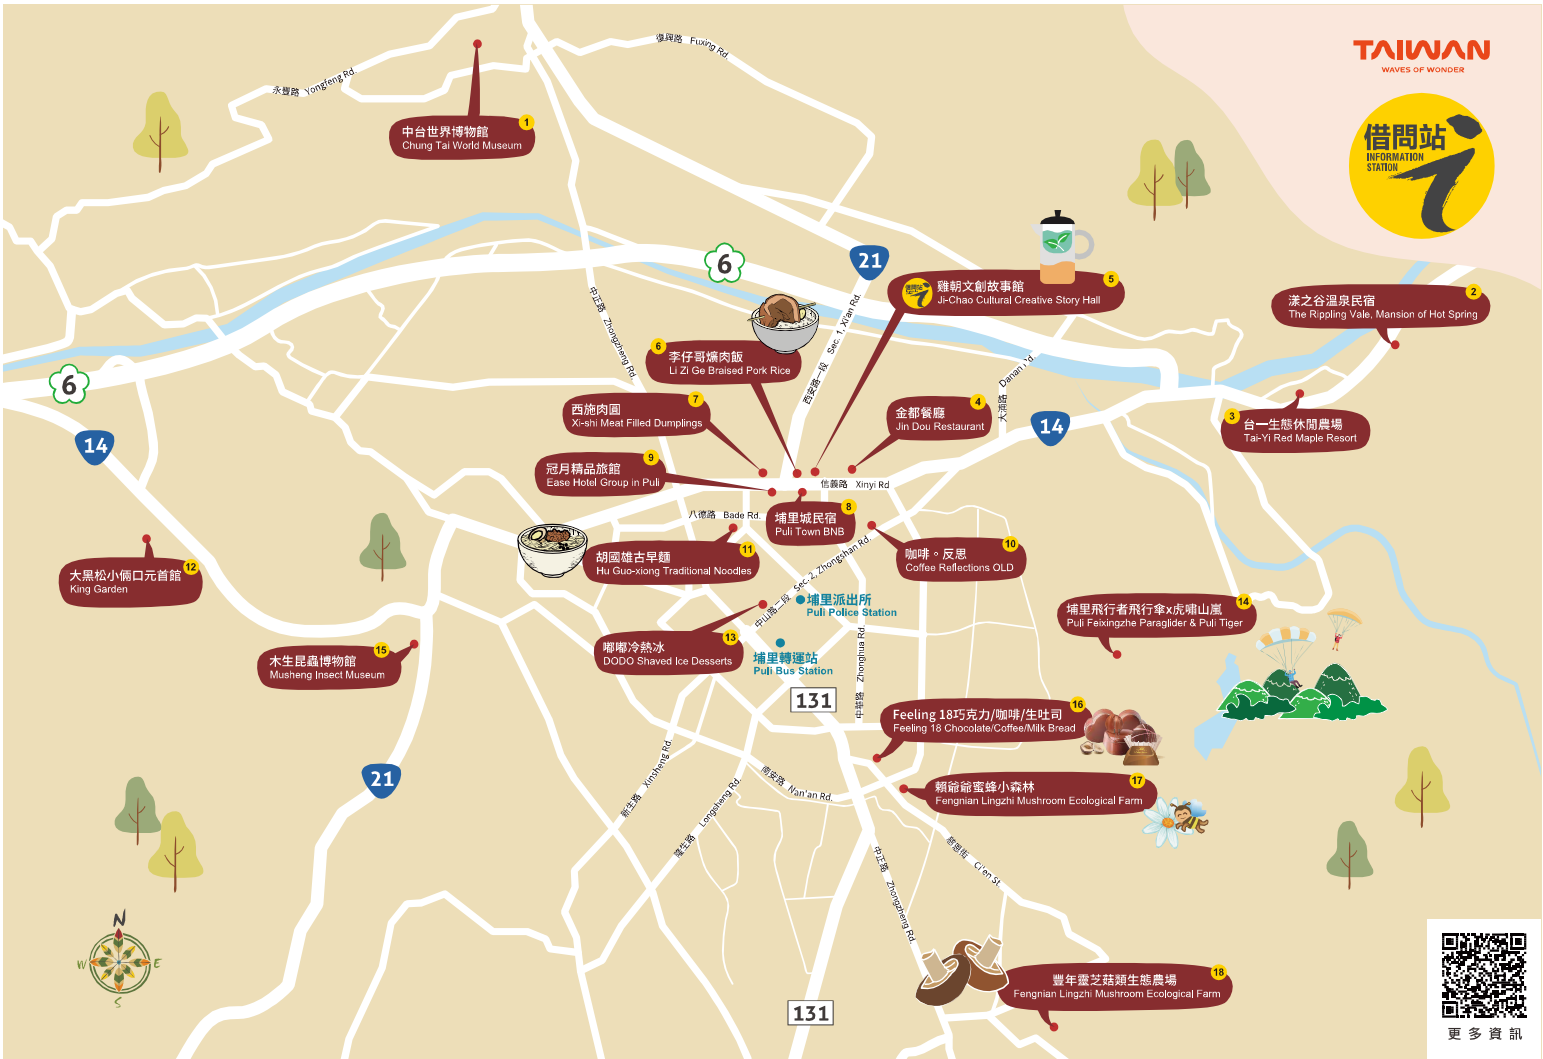 TAIWAN
WAVES OF WONDER
借問站
INFORMATION
STATION
復興路 Fuxing Rd.
永豐路 Yongfeng Rd.
1
中台世界博物館
Chung Tai World Museum
6
21
5
雞朝文創故事館
Ji-Chao Cultural Creative Story Hall
2
漾之谷溫泉民宿
The Rippling Vale, Mansion of Hot Spring
中正路 Zhongzheng Rd.
西安路一段 Sec. 1, Xi'an Rd.
6
李仔哥爌肉飯
Li Zi Ge Braised Pork Rice
大湳路 Danan Rd.
6
7
西施肉圓
Xi-shi Meat Filled Dumplings
4
金都餐廳
Jin Dou Restaurant
14
3
台一生態休閒農場
Tai-Yi Red Maple Resort
14
9
冠月精品旅館
Ease Hotel Group in Puli
信義路 Xinyi Rd
八德路 Bade Rd.
8
埔里城民宿
Puli Town BNB
11
胡國雄古早麵
Hu Guo-xiong Traditional Noodles
10
咖啡。反思
Coffee Reflections OLD
12
大黑松小倆口元首館
King Garden
中山路二段 Sec. 2, Zhongshan Rd.
埔里派出所
Puli Police Station
14
埔里飛行者飛行傘x虎嘯山嵐
Puli Feixingzhe Paraglider & Puli Tiger
13
嘟嘟冷熱冰
DODO Shaved Ice Desserts
埔里轉運站
Puli Bus Station
15
木生昆蟲博物館
Musheng Insect Museum
中華路 Zhonghua Rd.
131
16
Feeling 18巧克力/咖啡/生吐司
Feeling 18 Chocolate/Coffee/Milk Bread
21
新生路 Xinsheng Rd.
隆生路 Longsheng Rd.
南安路 Nan'an Rd.
17
賴爺爺蜜蜂小森林
Fengnian Lingzhi Mushroom Ecological Farm
慈恩街 Ci'en St.
中正路 Zhongzheng Rd.
N
W
E
S
18
豐年靈芝菇類生態農場
Fengnian Lingzhi Mushroom Ecological Farm
131
更多資訊